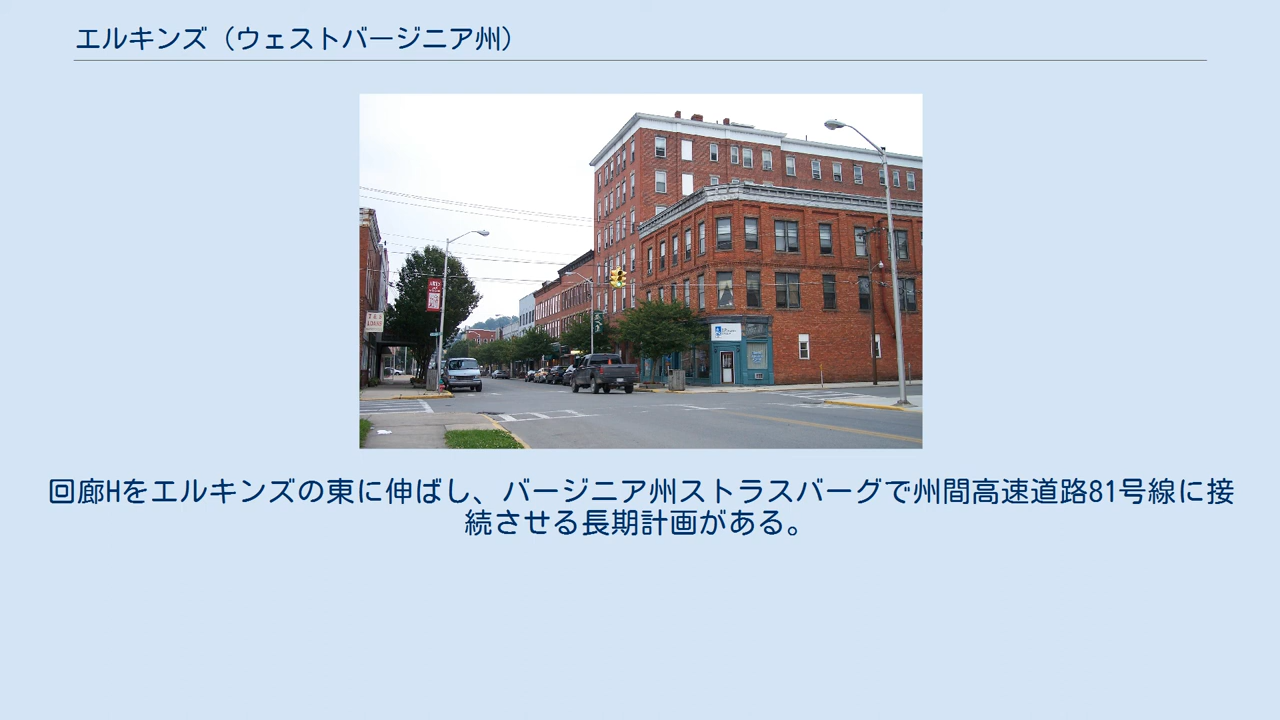 エルキンズ（ウェストバージニア州）
回廊Hをエルキンズの東に伸ばし、バージニア州ストラスバーグで州間高速道路81号線に接
続させる長期計画がある。